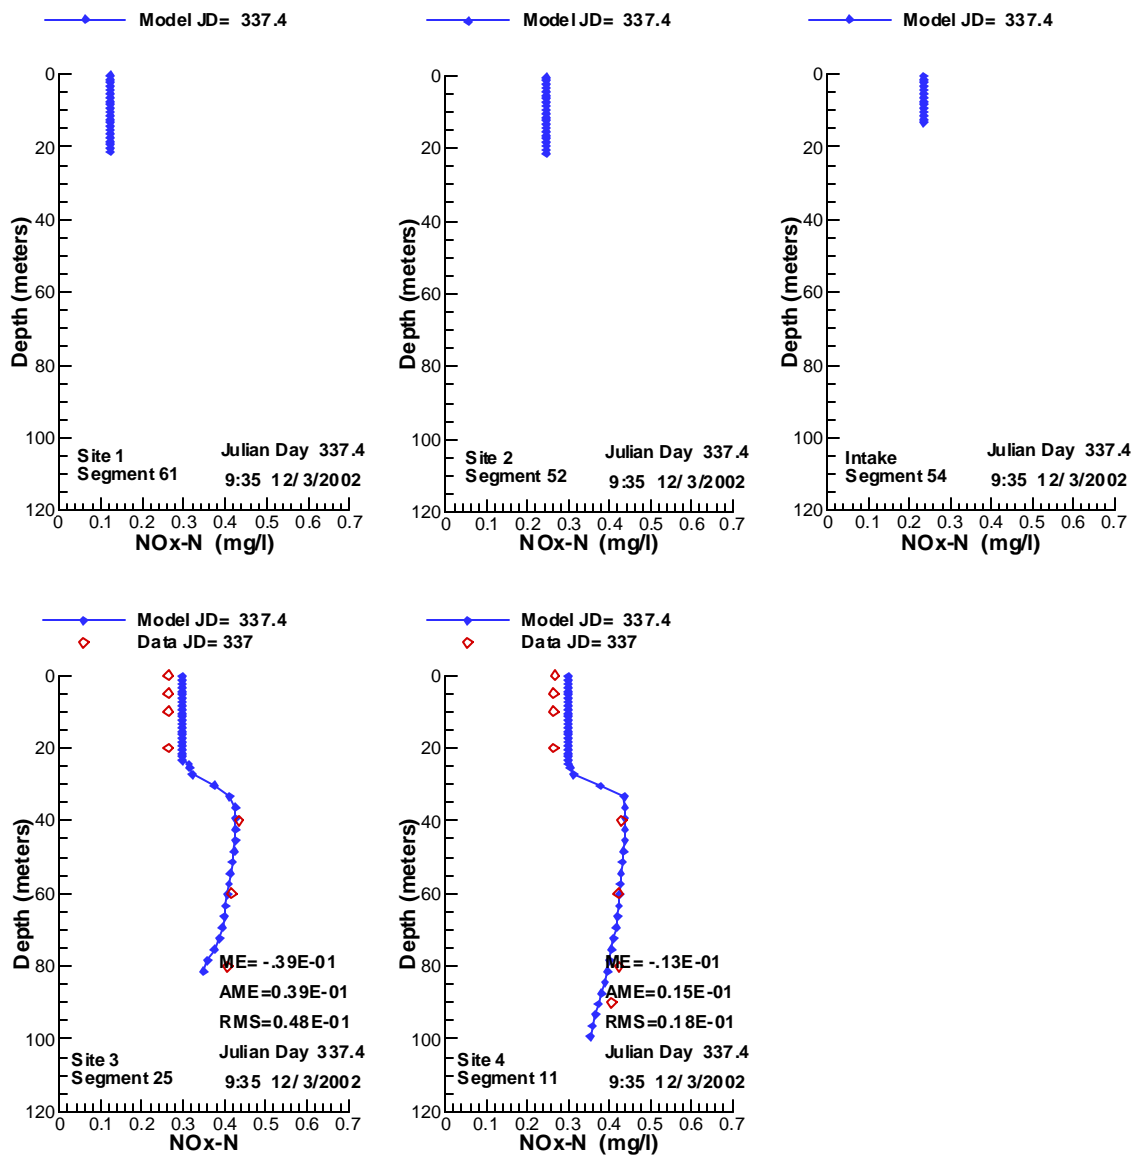 Model JD= 337.4
0
20
40
60
80
100
120
Depth (meters)
Site 1
Segment 61
Julian Day 337.4
9:35 12/ 3/2002
0 0.1 0.2 0.3 0.4 0.5 0.6 0.7
NOx-N (mg/l)
Model JD= 337.4
0
20
40
60
80
100
120
Depth (meters)
Site 2
Segment 52
Julian Day 337.4
9:35 12/ 3/2002
0 0.1 0.2 0.3 0.4 0.5 0.6 0.7
NOx-N (mg/l)
Model JD= 337.4
0
20
40
60
80
100
120
Depth (meters)
Intake
Segment 54
Julian Day 337.4
9:35 12/ 3/2002
0 0.1 0.2 0.3 0.4 0.5 0.6 0.7
NOx-N (mg/l)
Model JD= 337.4
Data JD= 337
0
20
40
60
80
100
120
Depth (meters)
ME= -.39E-01
AME=0.39E-01
RMS=0.48E-01
Site 3
Segment 25
Julian Day 337.4
9:35 12/ 3/2002
0 0.1 0.2 0.3 0.4 0.5 0.6 0.7
NOx-N
Model JD= 337.4
Data JD= 337
0
20
40
60
80
100
120
Depth (meters)
ME= -.13E-01
AME=0.15E-01
RMS=0.18E-01
Site 4
Segment 11
Julian Day 337.4
9:35 12/ 3/2002
0 0.1 0.2 0.3 0.4 0.5 0.6 0.7
NOx-N (mg/l)